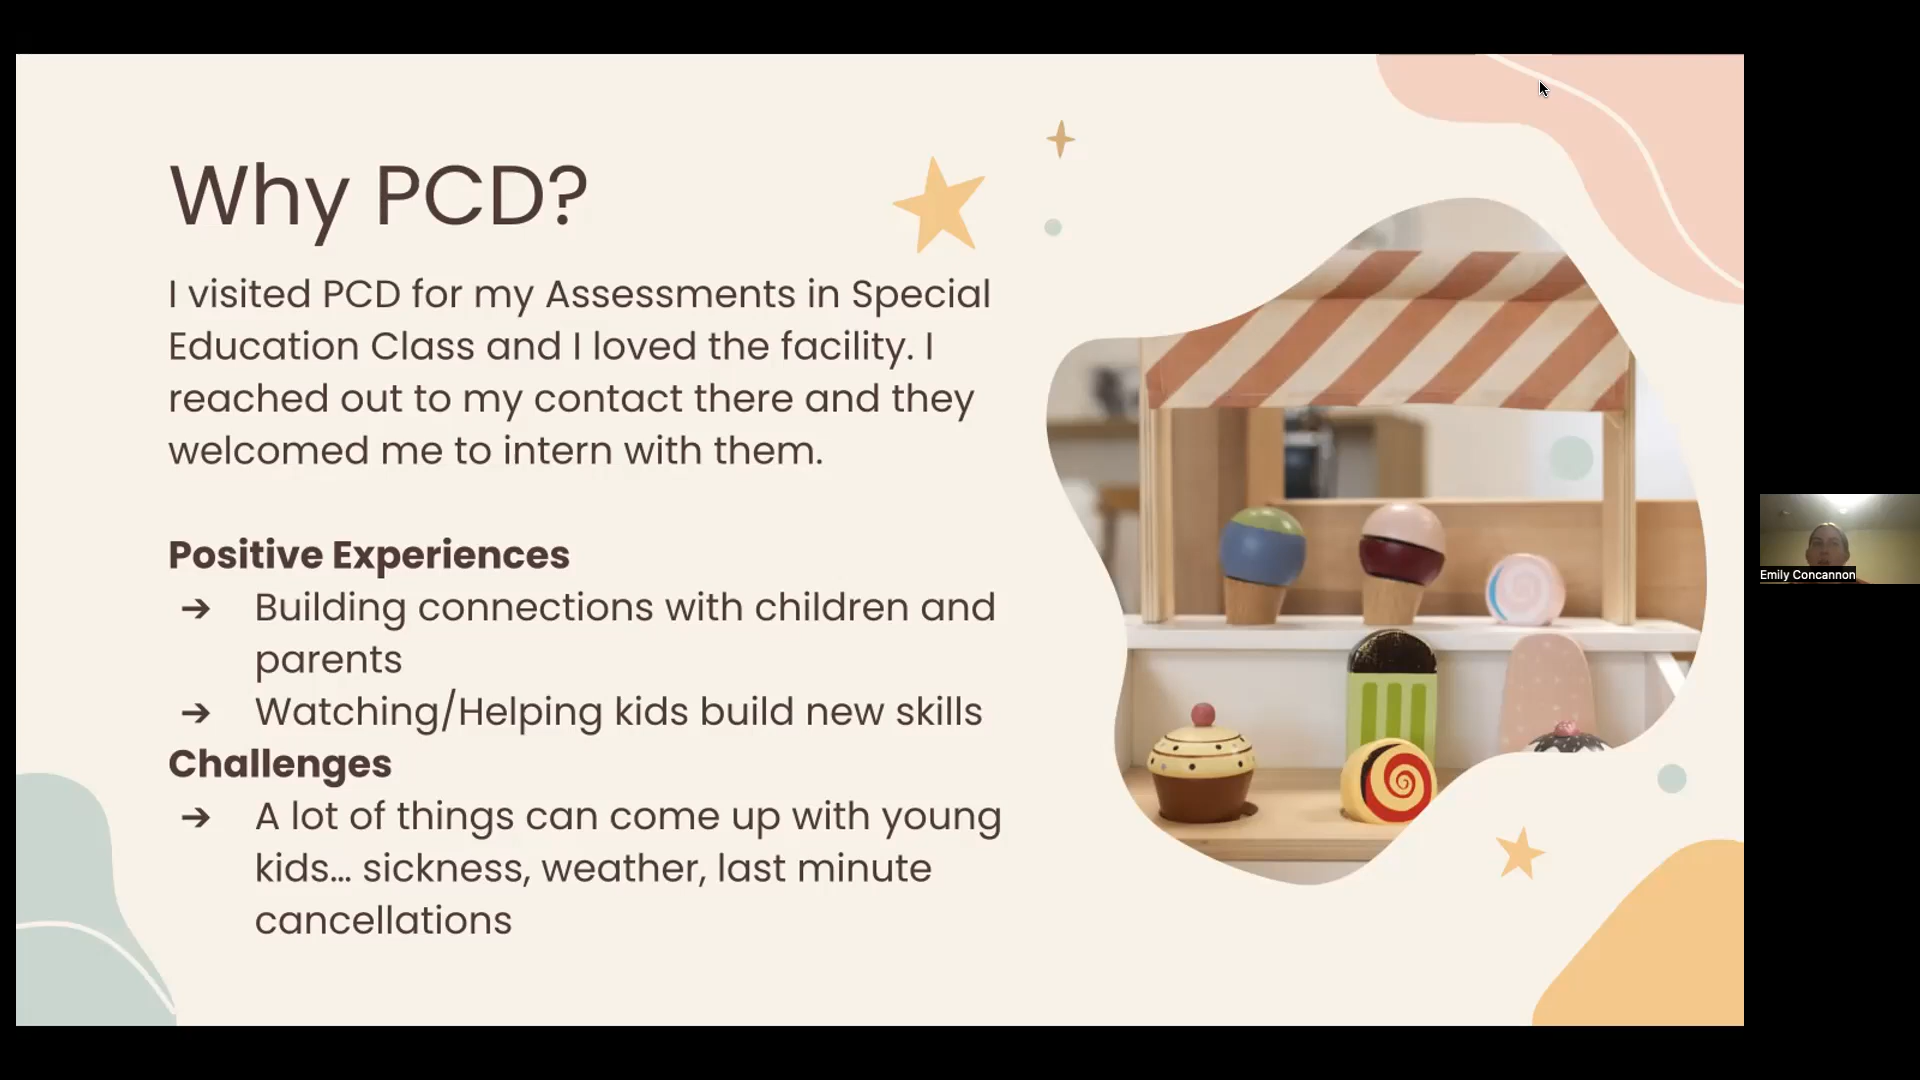 Why PCD?
I visited PCD for my Assessments in Special
Education Class and I loved the facility. I
reached out to my contact there and they
welcomed me to intern with them.
Positive Experiences
➔ Building connections with children and
parents
➔ Watching/Helping kids build new skills
Challenges
➔ A lot of things can come up with young
kids... sickness, weather, last minute
cancellations
Emily Concannon